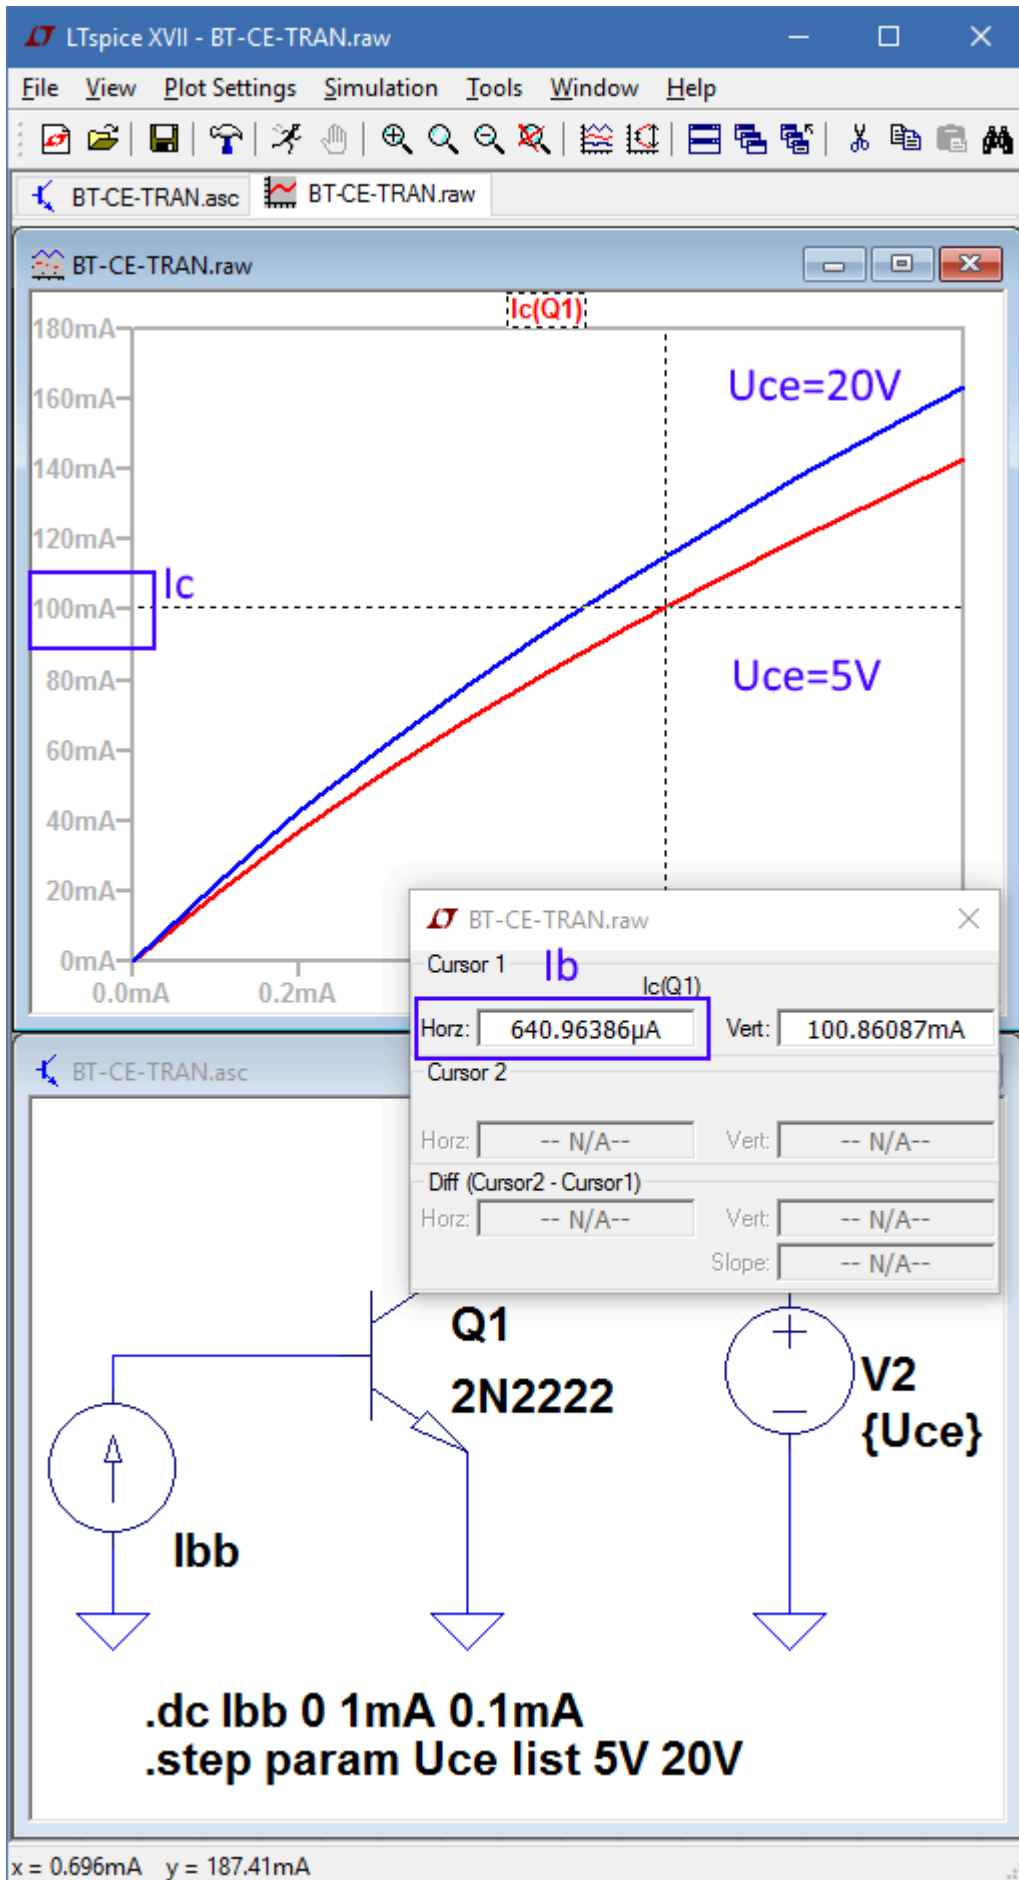 LTspice XVII - BT-CE-TRAN.raw
File View Plot Settings Simulation Tools Window Help
BT-CE-TRAN.asc BT-CE-TRAN.raw
BT-CE-TRAN.raw
Ic(Q1)
180mA
160mA
140mA
120mA
100mA
80mA
60mA
40mA
20mA
0mA
0.0mA 0.2mA
Uce=20V
Ic
Uce=5V
BT-CE-TRAN.raw
Cursor 1
Ib
Ic(Q1)
Horz: 640.96386µA Vert: 100.86087mA
Cursor 2
Horz: -- N/A-- Vert: -- N/A--
Diff (Cursor2 - Cursor1)
Horz: -- N/A-- Vert: -- N/A--
Slope: -- N/A--
BT-CE-TRAN.asc
Q1
2N2222
V2
{Uce}
Ibb
.dc Ibb 0 1mA 0.1mA
.step param Uce list 5V 20V
x = 0.696mA y = 187.41mA